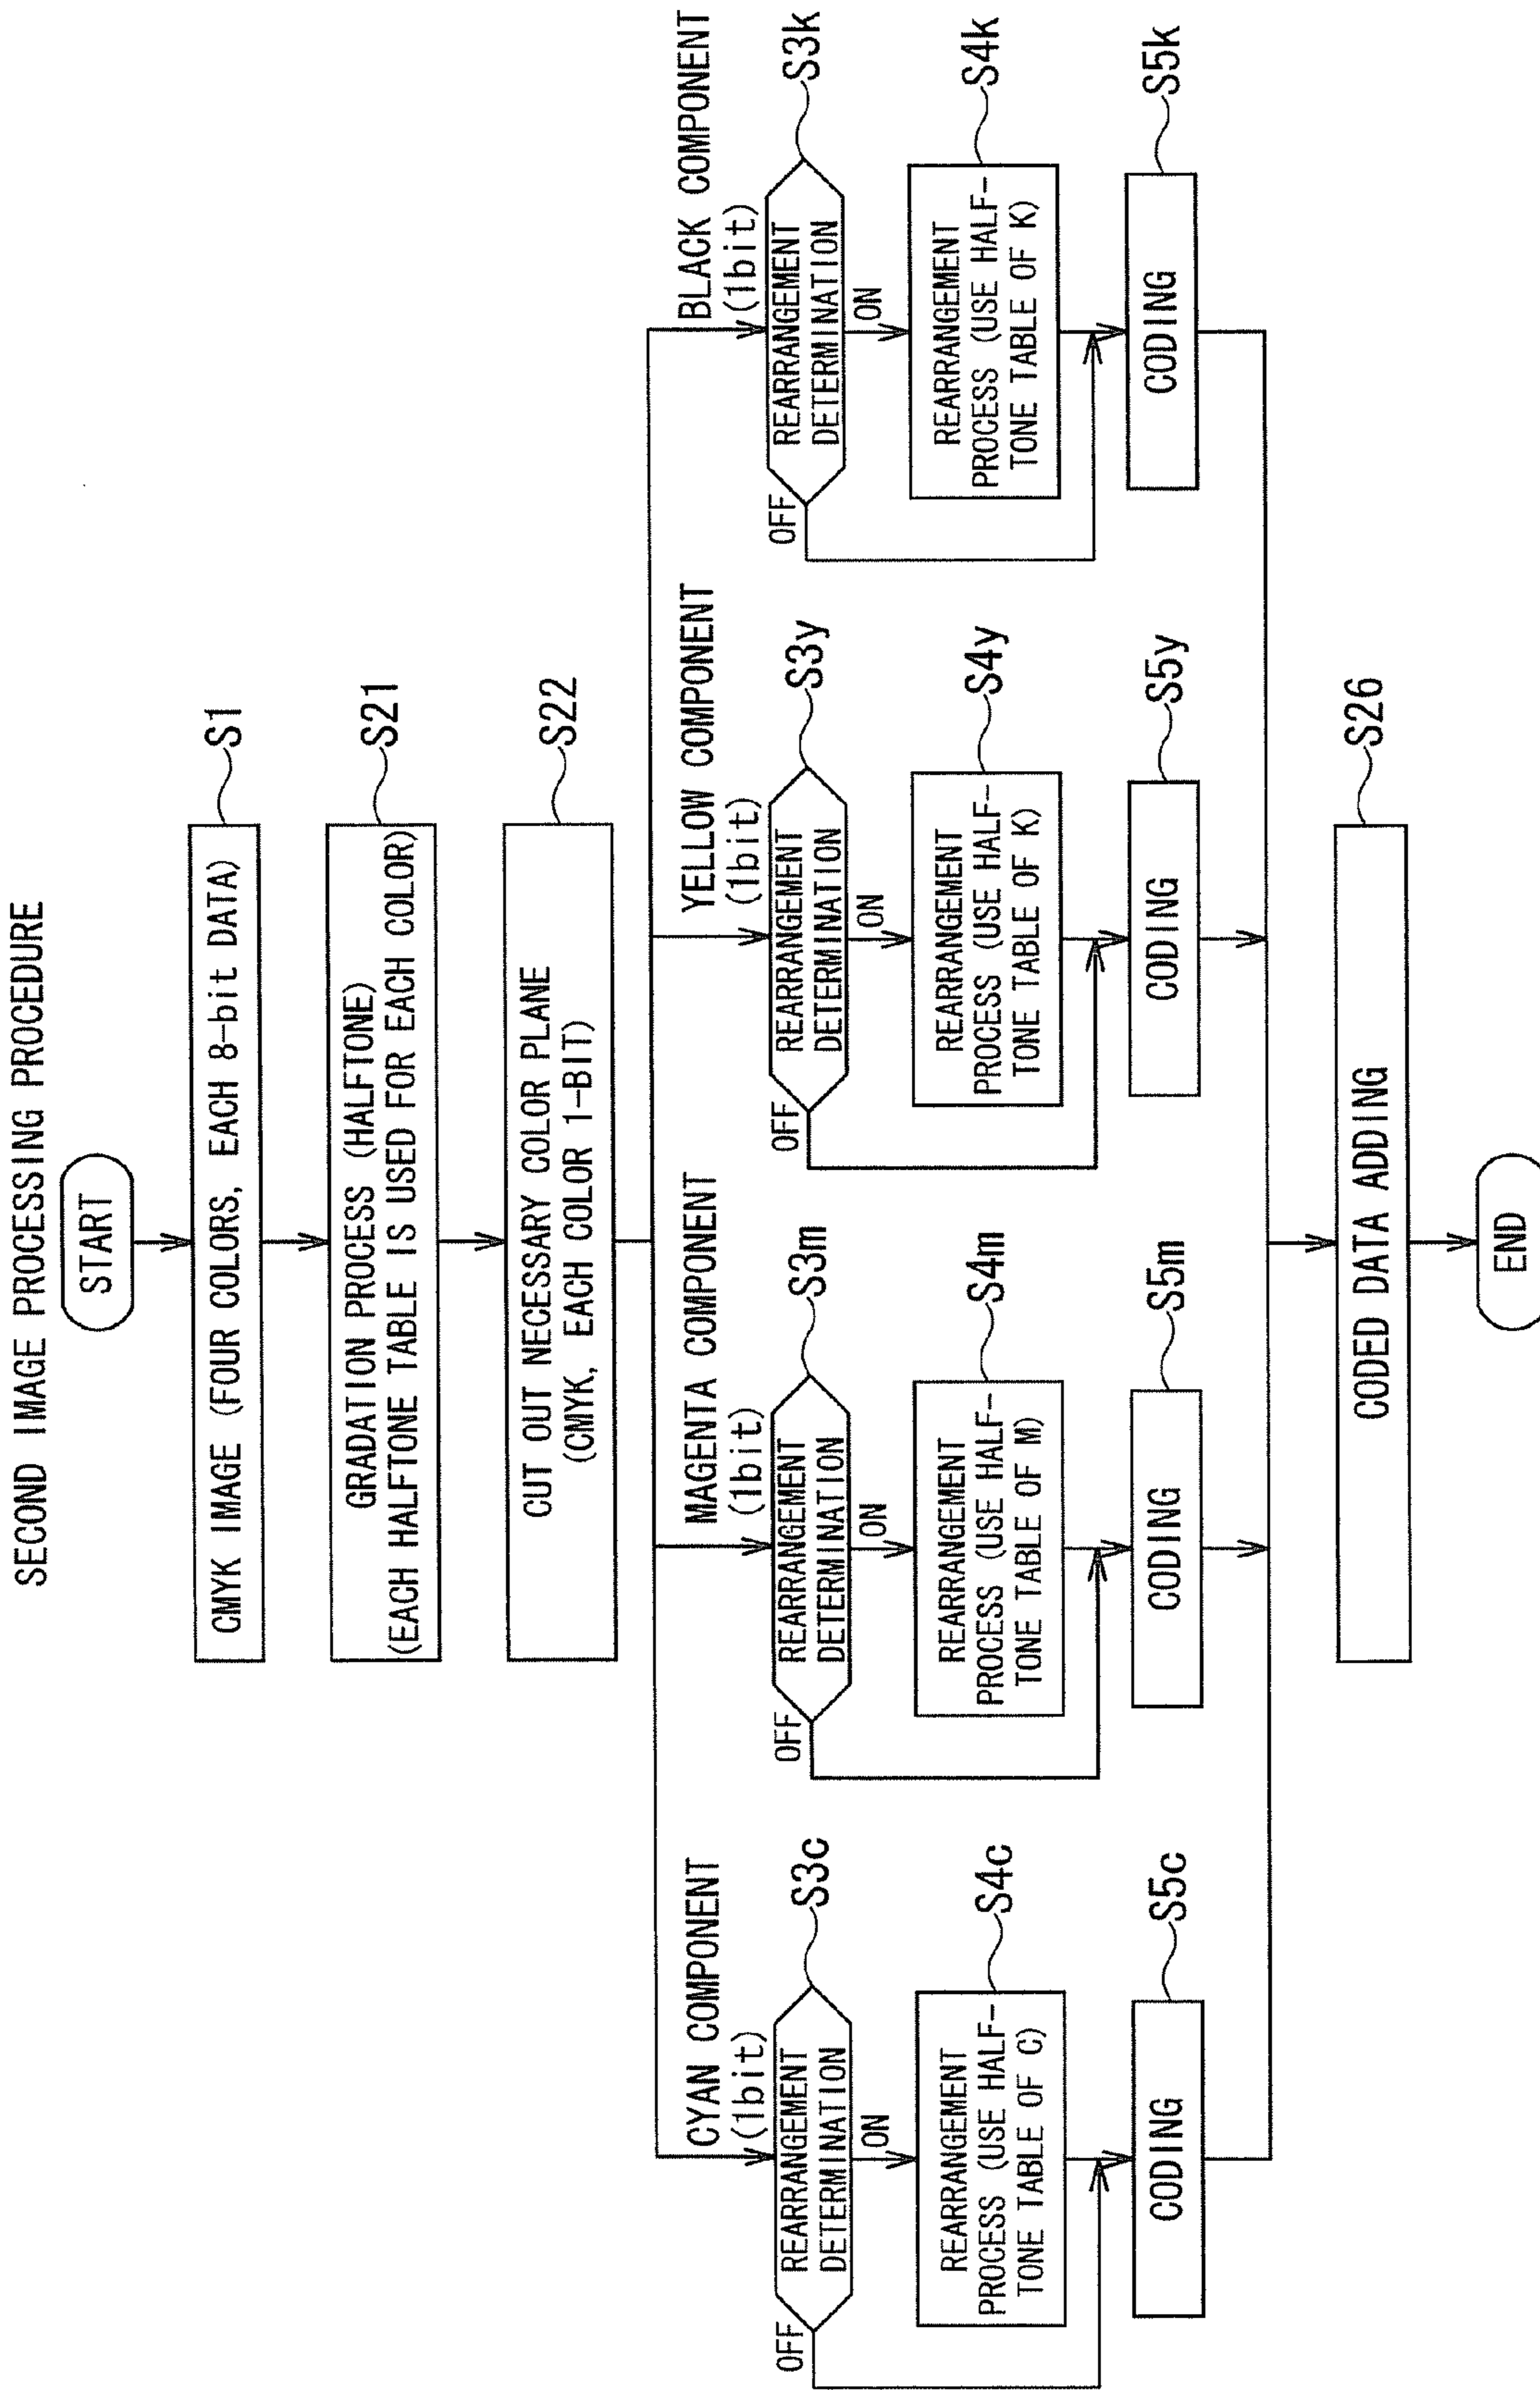 SECOND IMAGE PROCESSING PROCEDURE
START
CMYK IMAGE (FOUR COLORS, EACH 8-bit DATA)
S1
GRADATION PROCESS (HALFTONE)
(EACH HALFTONE TABLE IS USED FOR EACH COLOR)
S21
CUT OUT NECESSARY COLOR PLANE
(CMYK, EACH COLOR 1-BIT)
S22
CYAN COMPONENT
(1bit)
REARRANGEMENT
DETERMINATION
S3c
OFF
ON
REARRANGEMENT
PROCESS (USE HALF-
TONE TABLE OF C)
S4c
CODING
S5c
MAGENTA COMPONENT
(1bit)
REARRANGEMENT
DETERMINATION
S3m
OFF
ON
REARRANGEMENT
PROCESS (USE HALF-
TONE TABLE OF M)
S4m
CODING
S5m
YELLOW COMPONENT
(1bit)
REARRANGEMENT
DETERMINATION
S3y
OFF
ON
REARRANGEMENT
PROCESS (USE HALF-
TONE TABLE OF K)
S4y
CODING
S5y
BLACK COMPONENT
(1bit)
REARRANGEMENT
DETERMINATION
S3k
OFF
ON
REARRANGEMENT
PROCESS (USE HALF-
TONE TABLE OF K)
S4k
CODING
S5k
CODED DATA ADDING
S26
END